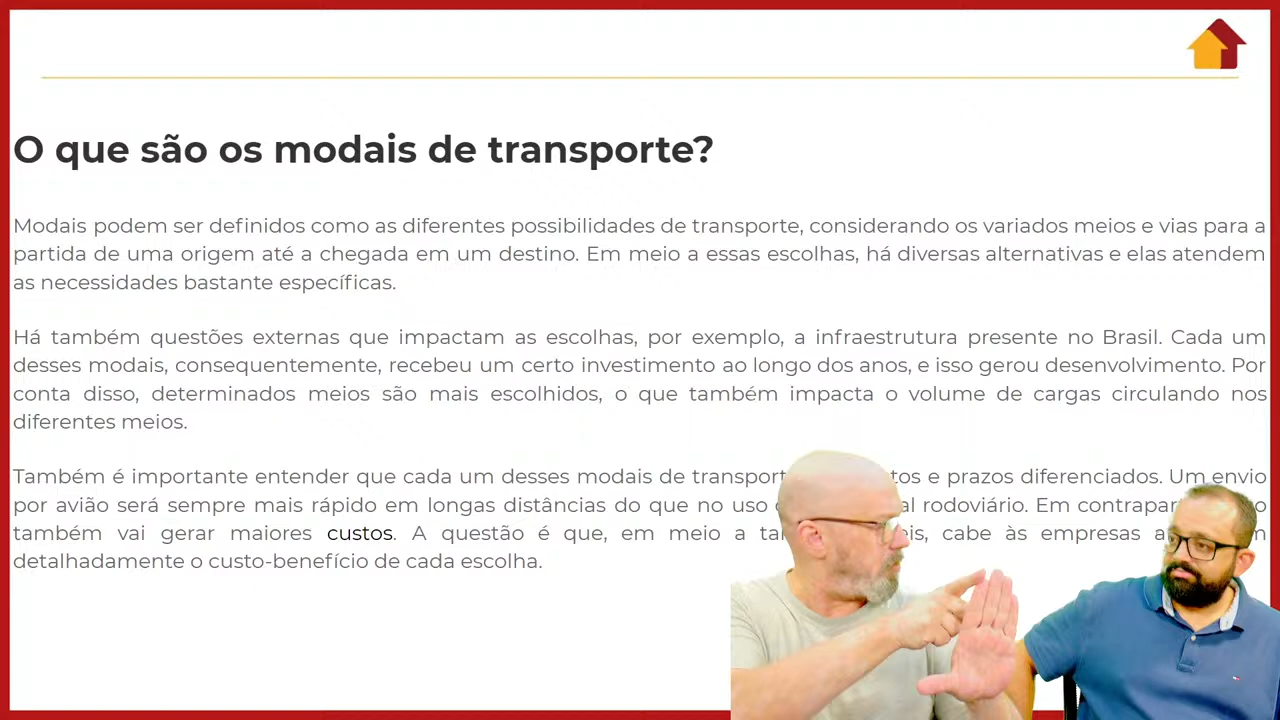 O que são os modais de transporte?
Modais podem ser definidos como as diferentes possibilidades de transporte, considerando os variados meios e vias para a
partida de uma origem até a chegada em um destino. Em meio a essas escolhas, há diversas alternativas e elas atendem
as necessidades bastante específicas.
Há também questões externas que impactam as escolhas, por exemplo, a infraestrutura presente no Brasil. Cada um
desses modais, consequentemente, recebeu um certo investimento ao longo dos anos, e isso gerou desenvolvimento. Por
conta disso, determinados meios são mais escolhidos, o que também impacta o volume de cargas circulando nos
diferentes meios.
Também é importante entender que cada um desses modais de e prazos diferenciados. Um envio
por avião será sempre mais rápido em longas distâncias do que no uso rodoviário. Em
também vai gerar maiores custos. A questão é que, em meio a cabe às empresas
detalhadamente o custo-benefício de cada escolha.